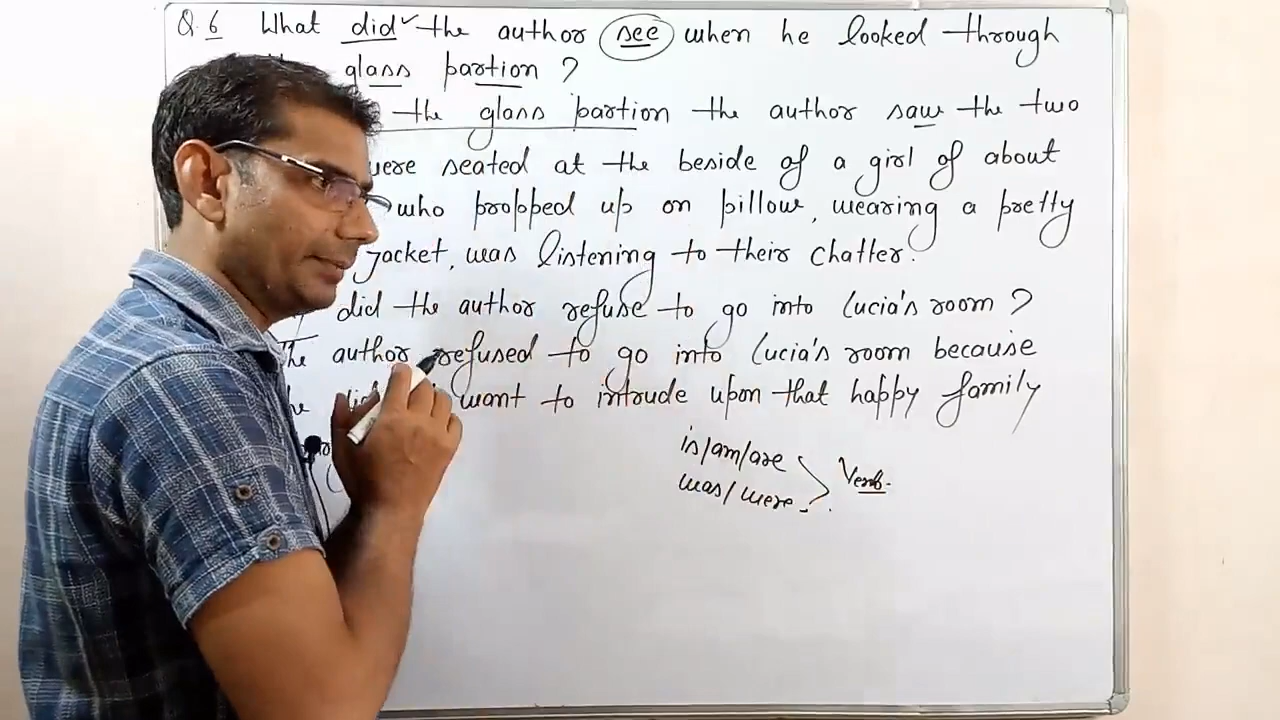 Q. 6 What did the author see when he looked through
glass partion ?
the glass partion the author saw the two
were seated at the beside of a girl of about
who propped up on pillow, wearing a pretty
Jacket, was listening to their chatter.
did the author refuse to go into Lucia's room ?
The author refused to go into Lucia's room because
he want to intrude upon that happy family
is/am/are
was/were
Verb.